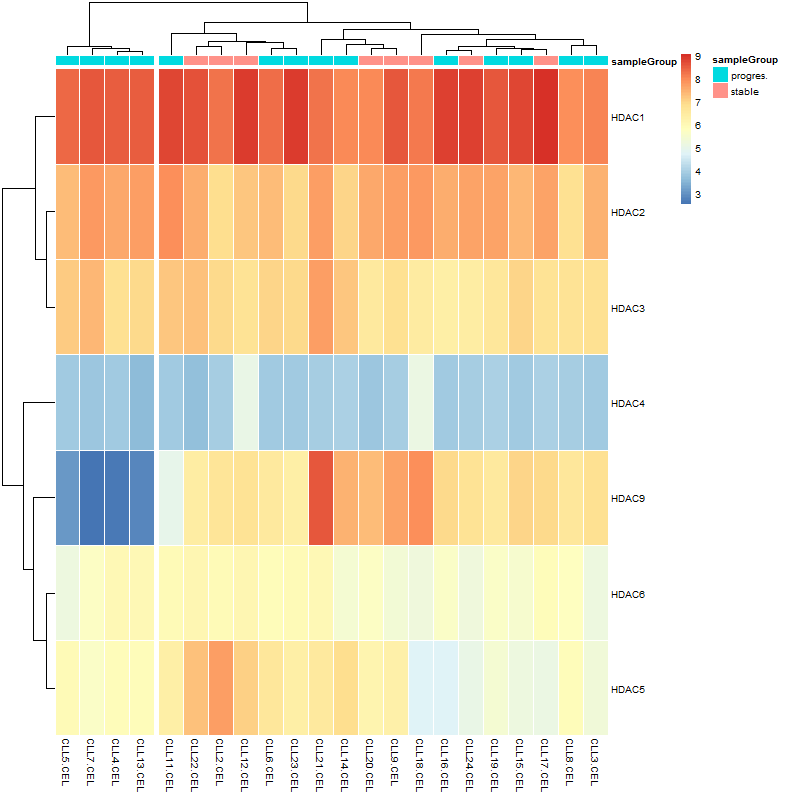 sampleGroup
9
8
7
6
5
4
3
sampleGroup
progres.
stable
HDAC1
HDAC2
HDAC3
HDAC4
HDAC9
HDAC6
HDAC5
CLL5.CEL
CLL7.CEL
CLL4.CEL
CLL13.CEL
CLL11.CEL
CLL22.CEL
CLL2.CEL
CLL12.CEL
CLL6.CEL
CLL23.CEL
CLL21.CEL
CLL14.CEL
CLL20.CEL
CLL9.CEL
CLL18.CEL
CLL16.CEL
CLL24.CEL
CLL19.CEL
CLL15.CEL
CLL17.CEL
CLL8.CEL
CLL3.CEL